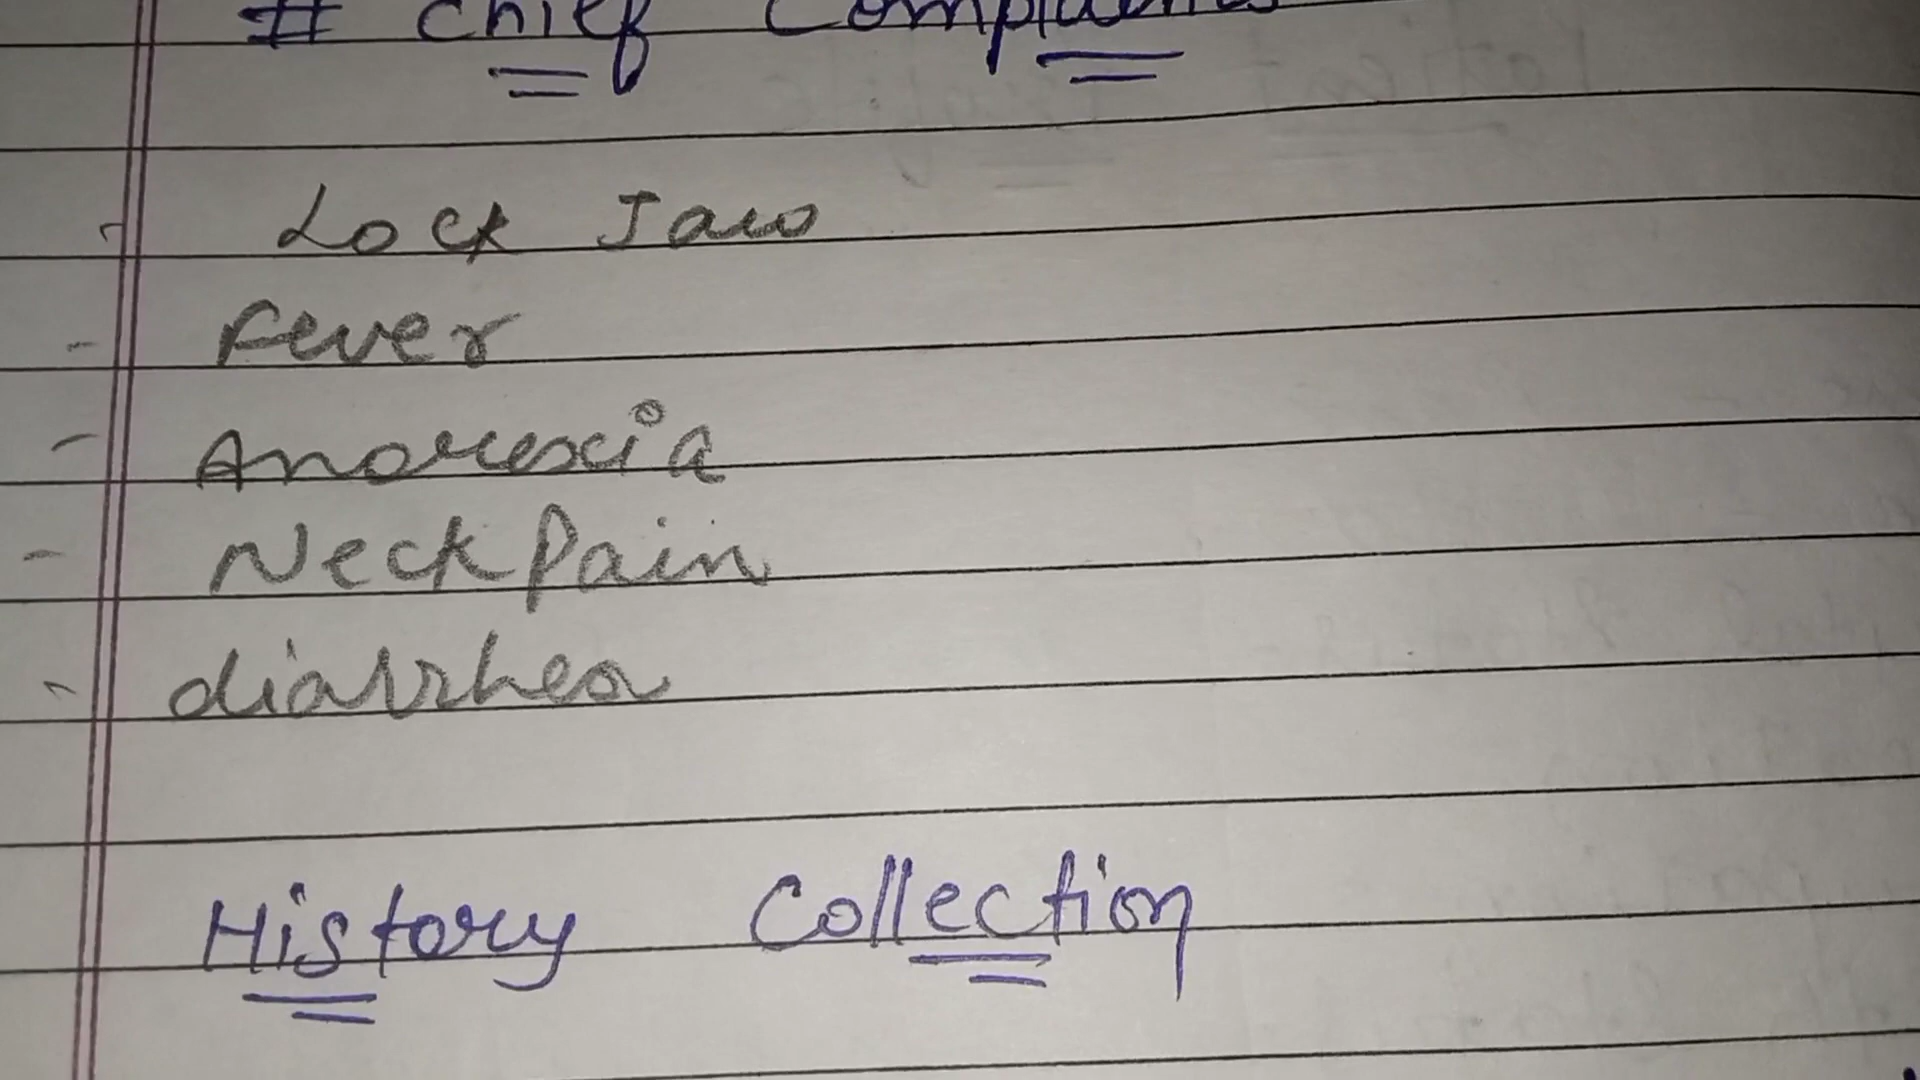 # Chief Complaints
- Lock Jaw
- Fever
- Anorexia
- Neck Pain
- diarrhea
History Collection